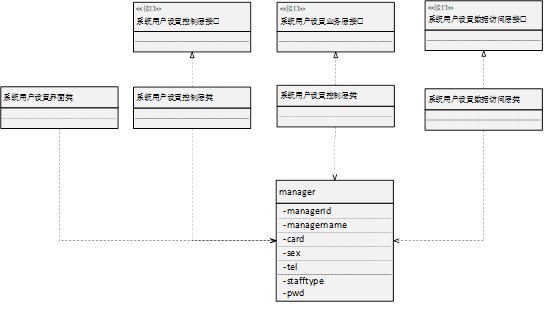 <<接口>>
系统用户设置控制层接口
<<接口>>
系统用户设置业务层接口
<<接口>>
系统用户设置数据访问层接口
系统用户设置界面类
系统用户设置控制层类
系统用户设置控制层类
系统用户设置数据访问层类
manager
-managerid
-managername
-card
-sex
-tel
-stafftype
-pwd